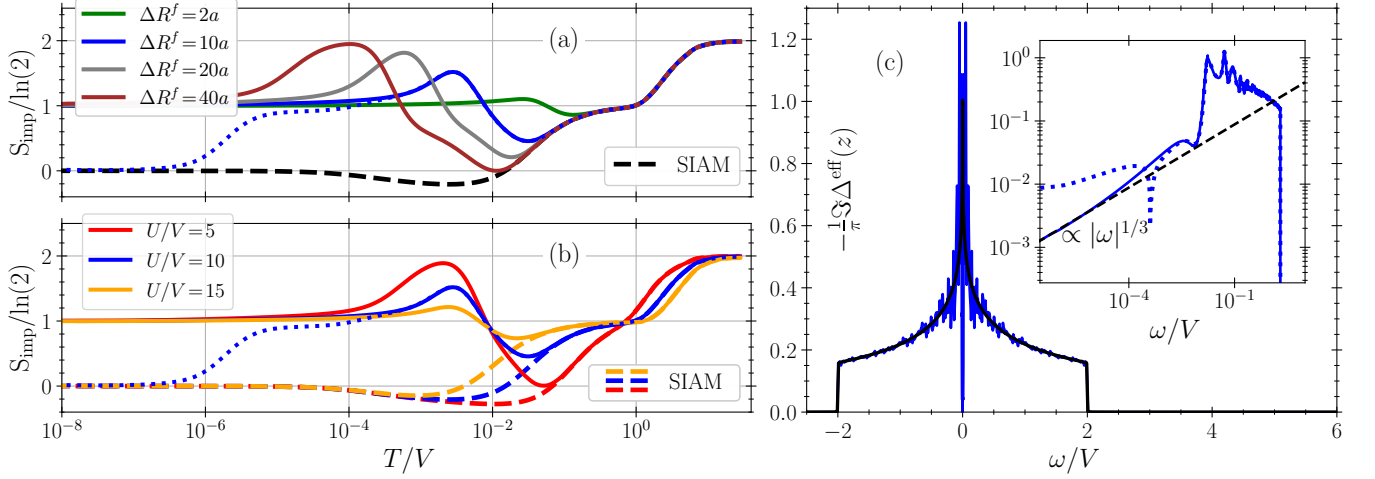 S_imp/ln(2)
2
1
0
ΔR^f=2a
ΔR^f=10a
ΔR^f=20a
ΔR^f=40a
(a)
SIAM
S_imp/ln(2)
2
1
0
U/V=5
U/V=10
U/V=15
(b)
SIAM
10^−8
10^−6
10^−4
10^−2
10^0
T/V
1.2
1.0
0.8
0.6
0.4
0.2
0.0
(c)
−1/π ℑΔ^eff(z)
10^0
10^−1
10^−2
10^−3
∝ |ω|^1/3
10^−4
10^−1
ω/V
−2
0
2
4
6
ω/V